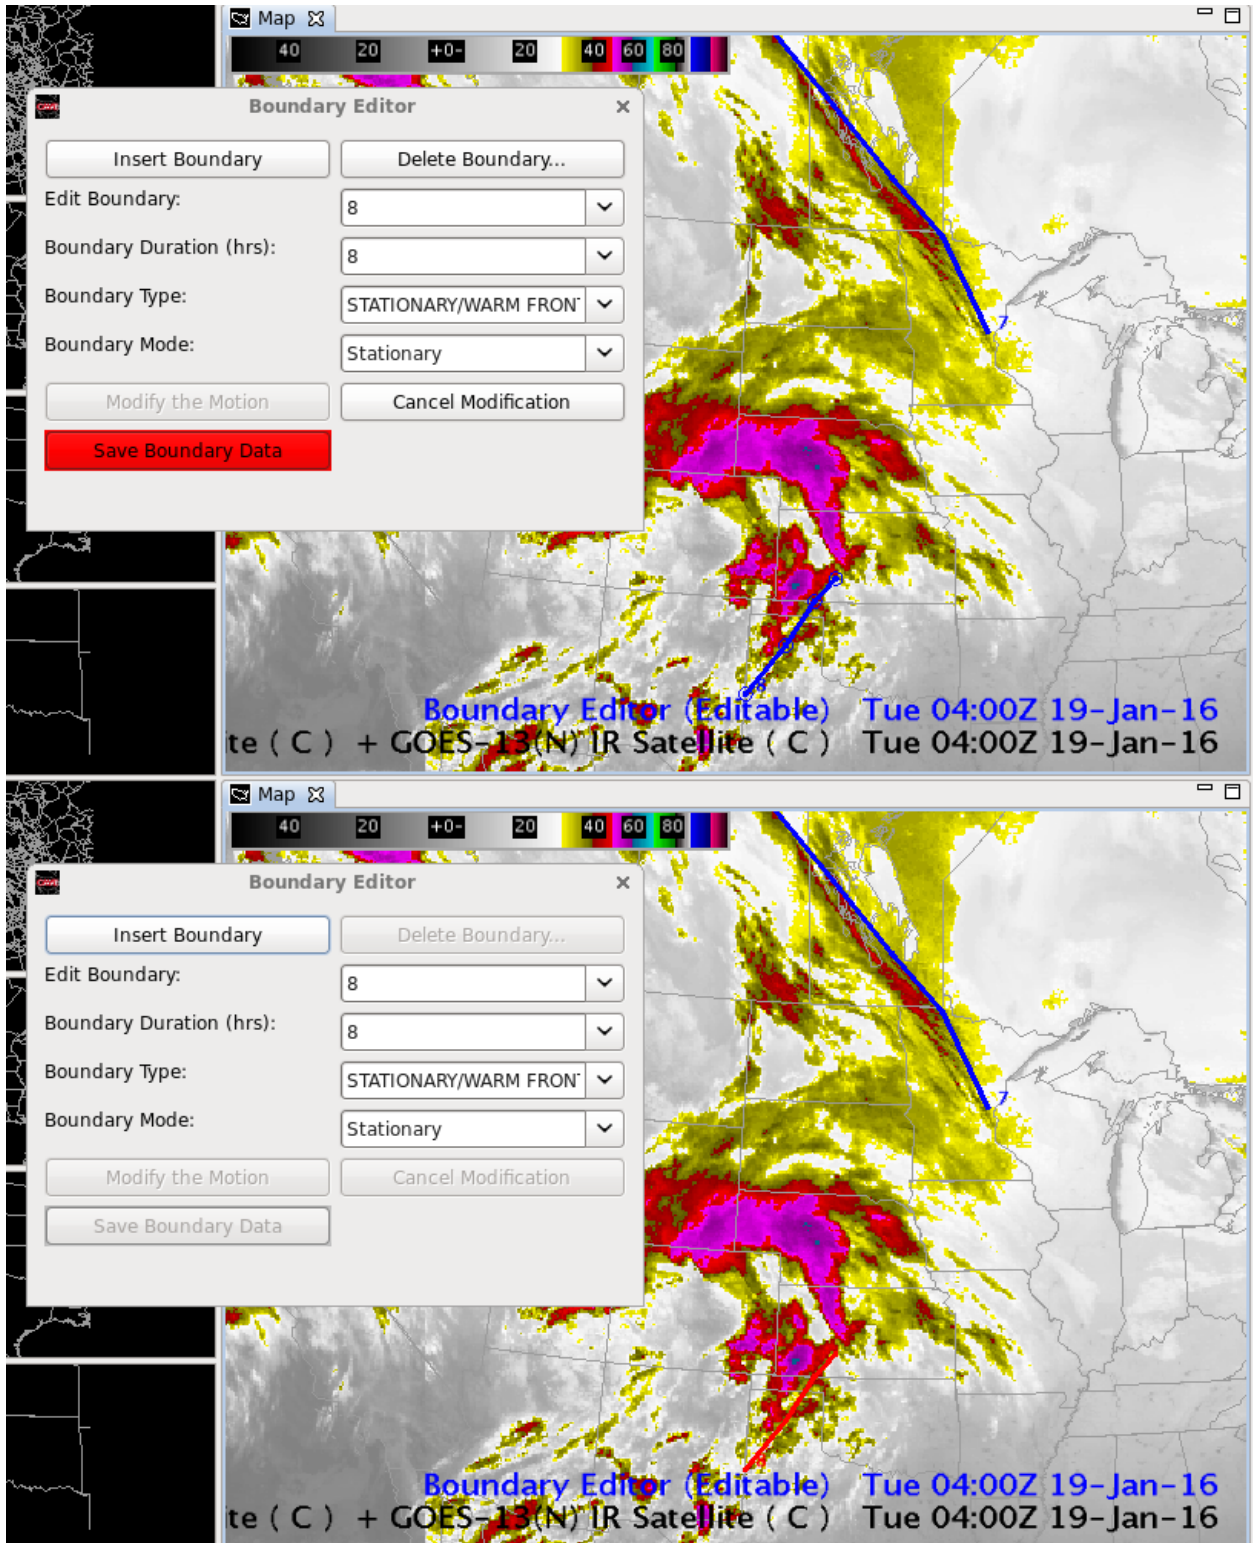 Map
40 20 +0- 20 40 60 80
Boundary Editor
Insert Boundary Delete Boundary...
Edit Boundary: 8
Boundary Duration (hrs): 8
Boundary Type: STATIONARY/WARM FRON
Boundary Mode: Stationary
Modify the Motion Cancel Modification
Save Boundary Data
7
8
Boundary Editor (Editable) Tue 04:00Z 19-Jan-16
ite ( C ) + GOES-13(N) IR Satellite ( C ) Tue 04:00Z 19-Jan-16
Map
40 20 +0- 20 40 60 80
Boundary Editor
Insert Boundary Delete Boundary...
Edit Boundary: 8
Boundary Duration (hrs): 8
Boundary Type: STATIONARY/WARM FRON
Boundary Mode: Stationary
Modify the Motion Cancel Modification
Save Boundary Data
7
8
Boundary Editor (Editable) Tue 04:00Z 19-Jan-16
ite ( C ) + GOES-13(N) IR Satellite ( C ) Tue 04:00Z 19-Jan-16